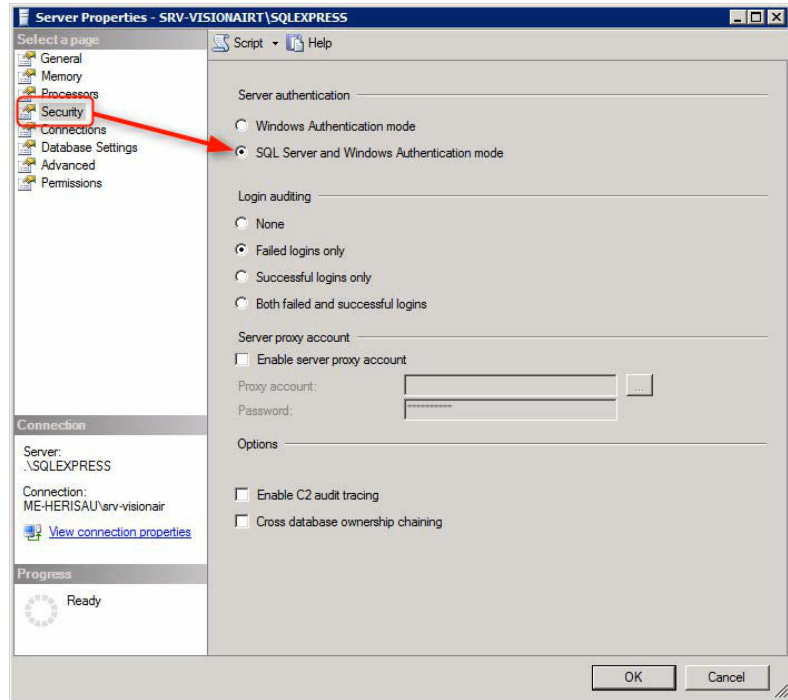 Server Properties - SRV-VISIONAIRT\SQLEXPRESS
Select a page
General
Memory
Processors
Security
Connections
Database Settings
Advanced
Permissions
Script Help
Server authentication
Windows Authentication mode
SQL Server and Windows Authentication mode
Login auditing
None
Failed logins only
Successful logins only
Both failed and successful logins
Server proxy account
Enable server proxy account
Proxy account:
...
Password:
**********
Options
Enable C2 audit tracing
Cross database ownership chaining
Connection
Server:
.\SQLEXPRESS
Connection:
ME-HERISAU\srv-visionair
View connection properties
Progress
Ready
OK Cancel